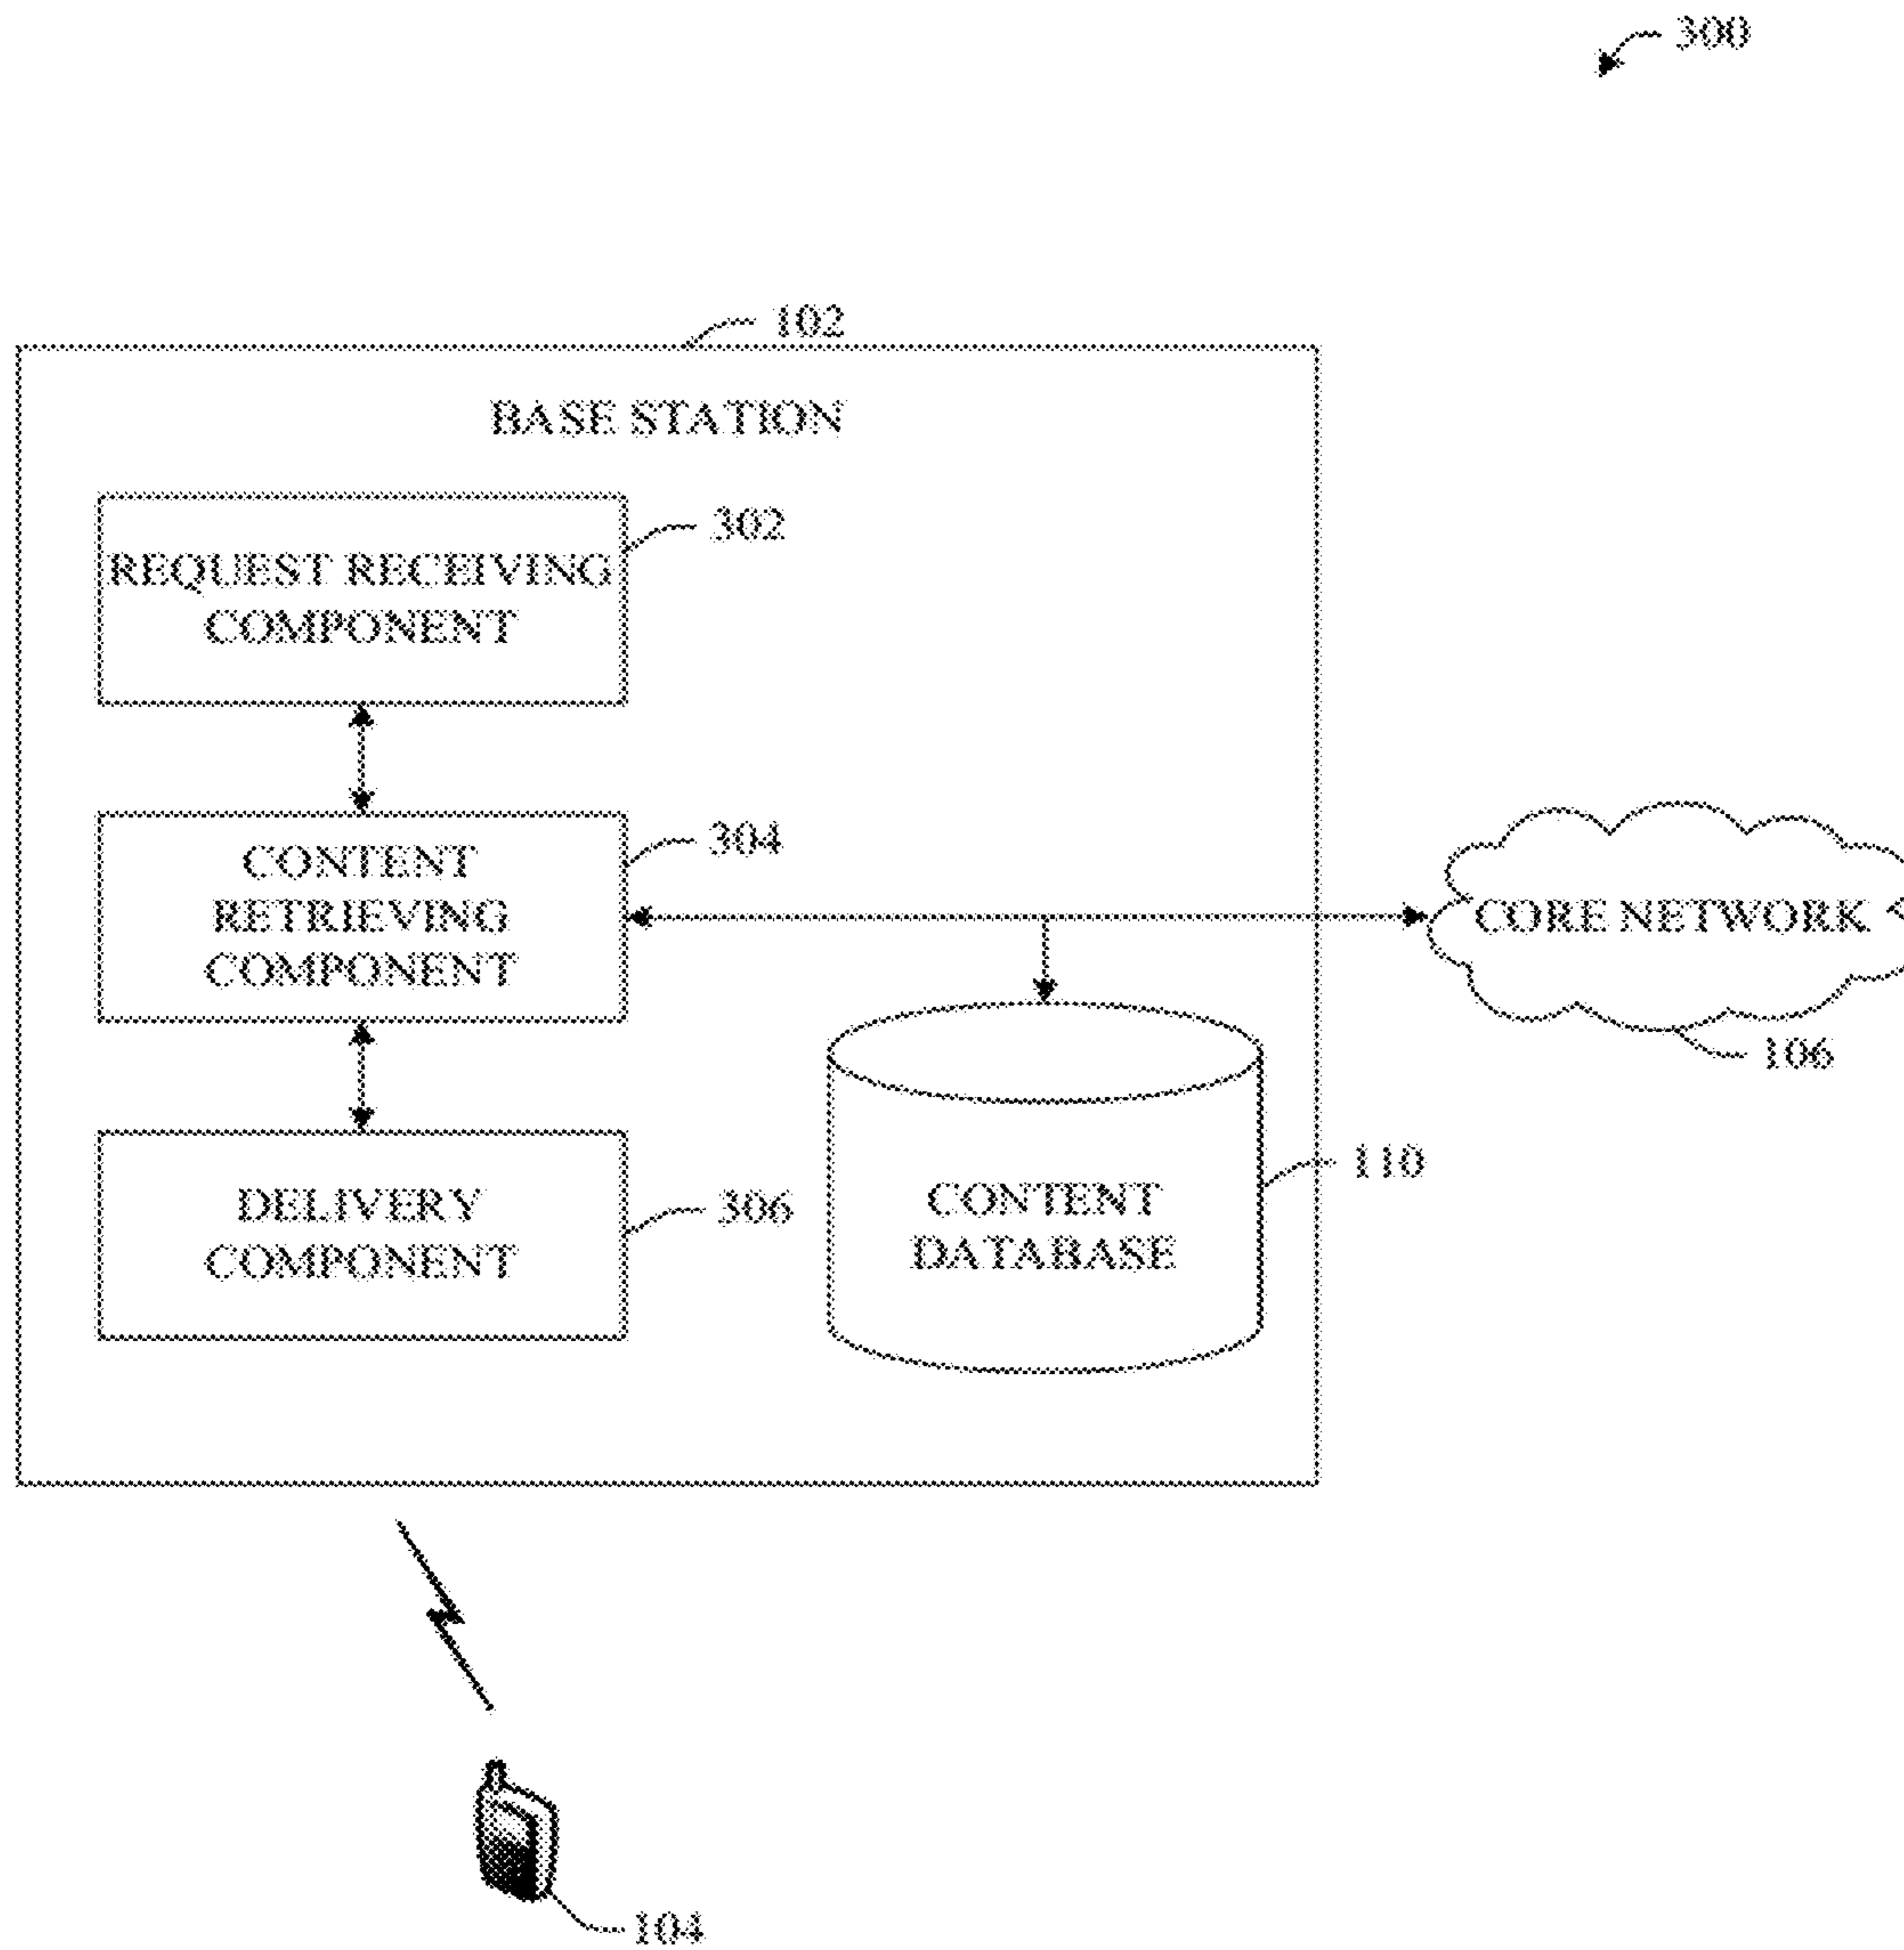 300
102
BASE STATION
302
REQUEST RECEIVING
COMPONENT
304
CONTENT
RETRIEVING
COMPONENT
CORE NETWORK
106
110
306
DELIVERY
COMPONENT
CONTENT
DATABASE
104